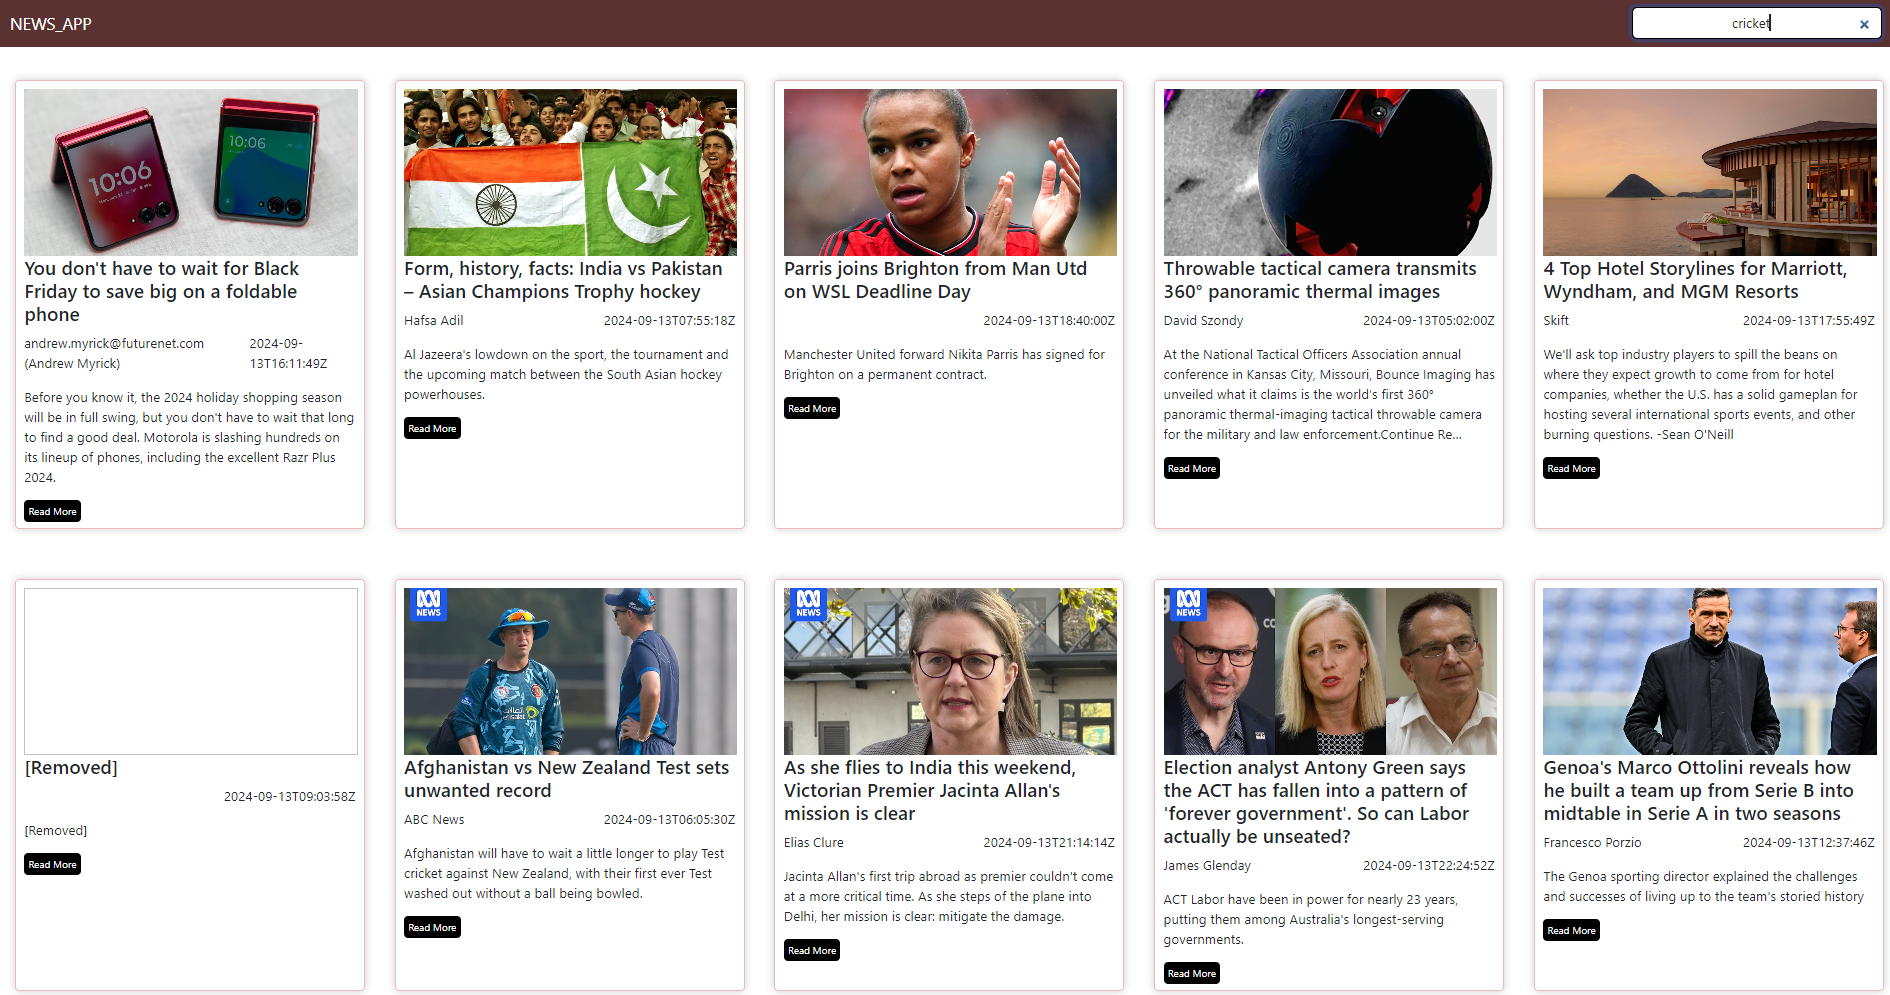 NEWS_APP
cricket
10:06
10:06
You don't have to wait for Black
Friday to save big on a foldable
phone
andrew.myrick@futurenet.com
(Andrew Myrick)
2024-09-
13T16:11:49Z
Before you know it, the 2024 holiday shopping season
will be in full swing, but you don't have to wait that long
to find a good deal. Motorola is slashing hundreds on
its lineup of phones, including the excellent Razr Plus
2024.
Read More
Form, history, facts: India vs Pakistan
– Asian Champions Trophy hockey
Hafsa Adil
2024-09-13T07:55:18Z
Al Jazeera's lowdown on the sport, the tournament and
the upcoming match between the South Asian hockey
powerhouses.
Read More
Parris joins Brighton from Man Utd
on WSL Deadline Day
2024-09-13T18:40:00Z
Manchester United forward Nikita Parris has signed for
Brighton on a permanent contract.
Read More
Throwable tactical camera transmits
360° panoramic thermal images
David Szondy
2024-09-13T05:02:00Z
At the National Tactical Officers Association annual
conference in Kansas City, Missouri, Bounce Imaging has
unveiled what it claims is the world's first 360°
panoramic thermal-imaging tactical throwable camera
for the military and law enforcement.Continue Re...
Read More
4 Top Hotel Storylines for Marriott,
Wyndham, and MGM Resorts
Skift
2024-09-13T17:55:49Z
We'll ask top industry players to spill the beans on
where they expect growth to come from for hotel
companies, whether the U.S. has a solid gameplan for
hosting several international sports events, and other
burning questions. -Sean O'Neill
Read More
[Removed]
2024-09-13T09:03:58Z
[Removed]
Read More
NEWS
Afghanistan vs New Zealand Test sets
unwanted record
ABC News
2024-09-13T06:05:30Z
Afghanistan will have to wait a little longer to play Test
cricket against New Zealand, with their first ever Test
washed out without a ball being bowled.
Read More
NEWS
As she flies to India this weekend,
Victorian Premier Jacinta Allan's
mission is clear
Elias Clure
2024-09-13T21:14:14Z
Jacinta Allan's first trip abroad as premier couldn't come
at a more critical time. As she steps of the plane into
Delhi, her mission is clear: mitigate the damage.
Read More
NEWS
Election analyst Antony Green says
the ACT has fallen into a pattern of
'forever government'. So can Labor
actually be unseated?
James Glenday
2024-09-13T22:24:52Z
ACT Labor have been in power for nearly 23 years,
putting them among Australia's longest-serving
governments.
Read More
Genoa's Marco Ottolini reveals how
he built a team up from Serie B into
midtable in Serie A in two seasons
Francesco Porzio
2024-09-13T12:37:46Z
The Genoa sporting director explained the challenges
and successes of living up to the team's storied history
Read More